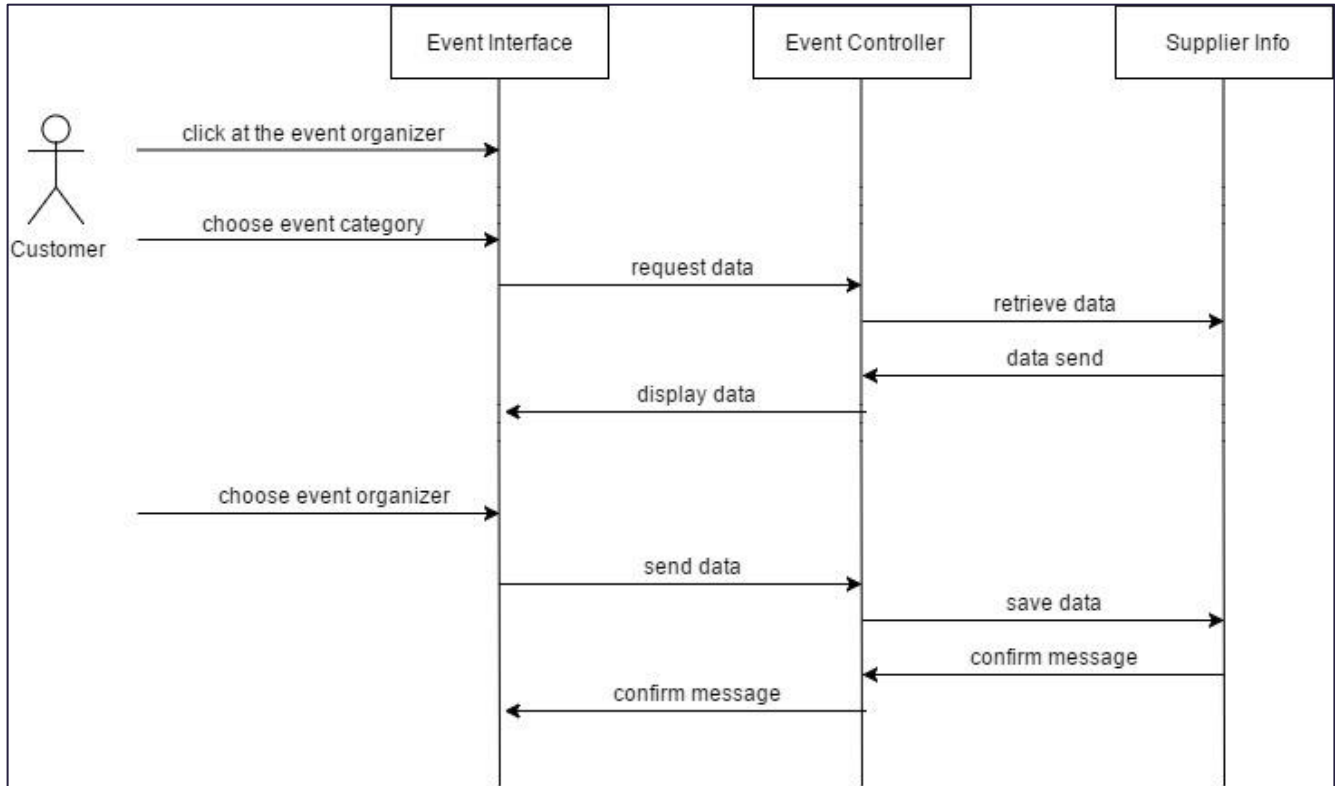 Event Interface
Event Controller
Supplier Info
click at the event organizer
choose event category
Customer
request data
retrieve data
data send
display data
choose event organizer
send data
save data
confirm message
confirm message